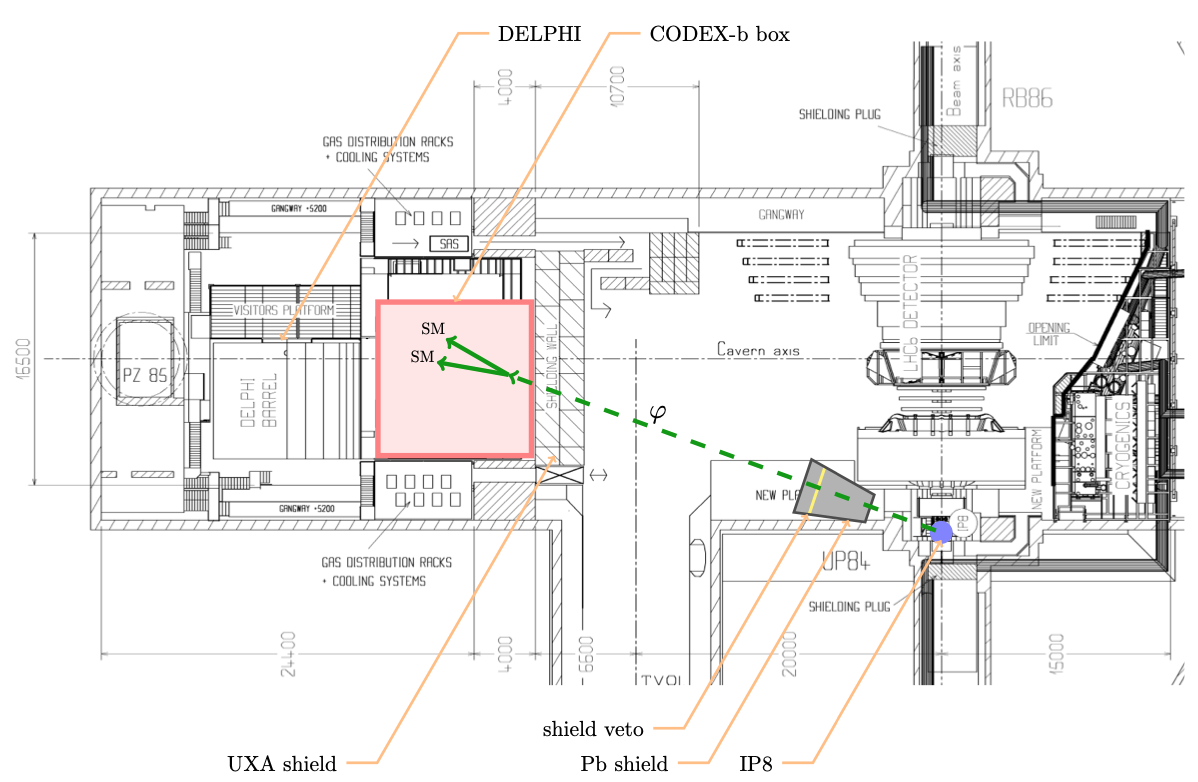 DELPHI
CODEX-b box
Beam axis
RB86
4000
10700
SHIELDING PLUG
GAS DISTRIBUTION RACKS
+ COOLING SYSTEMS
GANGWAY +5200
GANGWAY
SAS
LHCb DETECTOR
VISITORS PLATFORM
SM
SM
OPENING
LIMIT
Cavern axis
SHIELDING WALL
16500
PZ 85
DELPHI
BARREL
φ
CRYOGENICS
NEW PLATFORM
NEW PLA
GANGWAY +5200
IP8
UP84
GAS DISTRIBUTION RACKS
+ COOLING SYSTEMS
SHIELDING PLUG
24400
4000
6600
20000
15000
shield veto
UXA shield
Pb shield
IP8